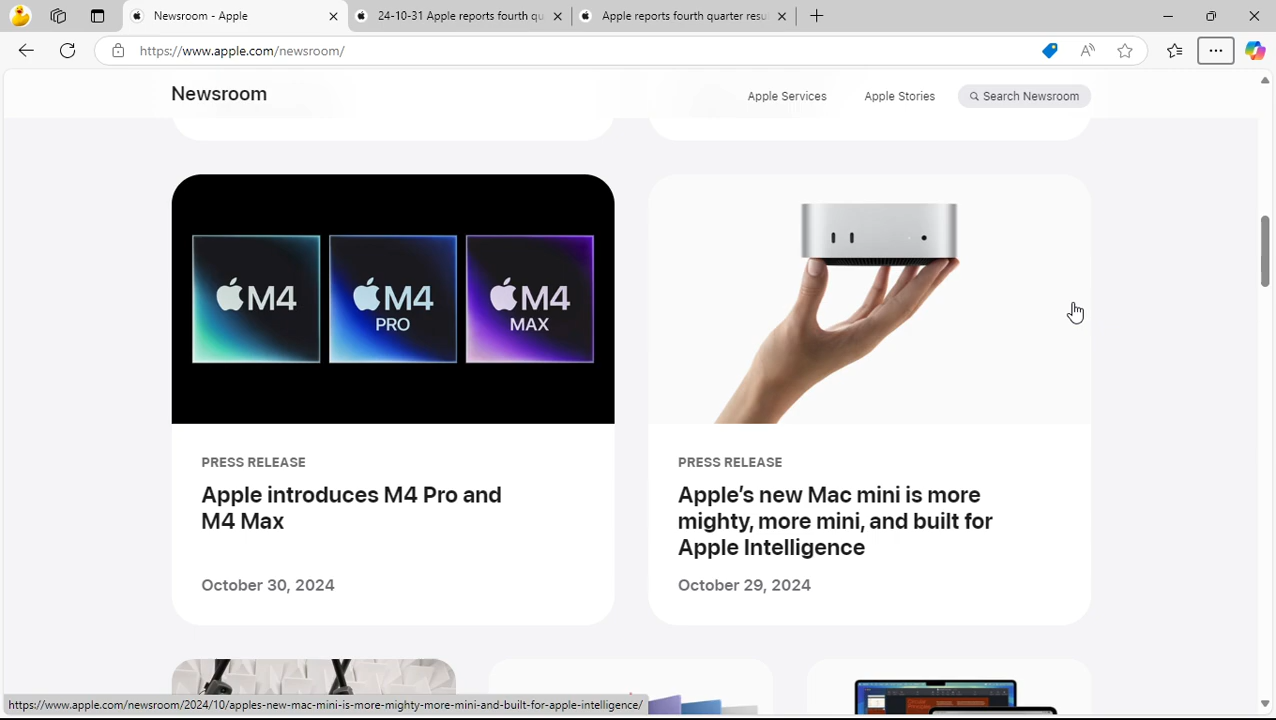 Newsroom - Apple
24-10-31 Apple reports fourth qu
Apple reports fourth quarter resu
https://www.apple.com/newsroom/
Newsroom
Apple Services
Apple Stories
Search Newsroom
M4
M4
PRO
M4
MAX
PRESS RELEASE
Apple introduces M4 Pro and
M4 Max
October 30, 2024
PRESS RELEASE
Apple's new Mac mini is more
mighty, more mini, and built for
Apple Intelligence
October 29, 2024
https://www.apple.com/newsroom/2024/10/apples-new-mac-mini-is-more-mighty-more-mini-and-built-for-apple-intelligence/